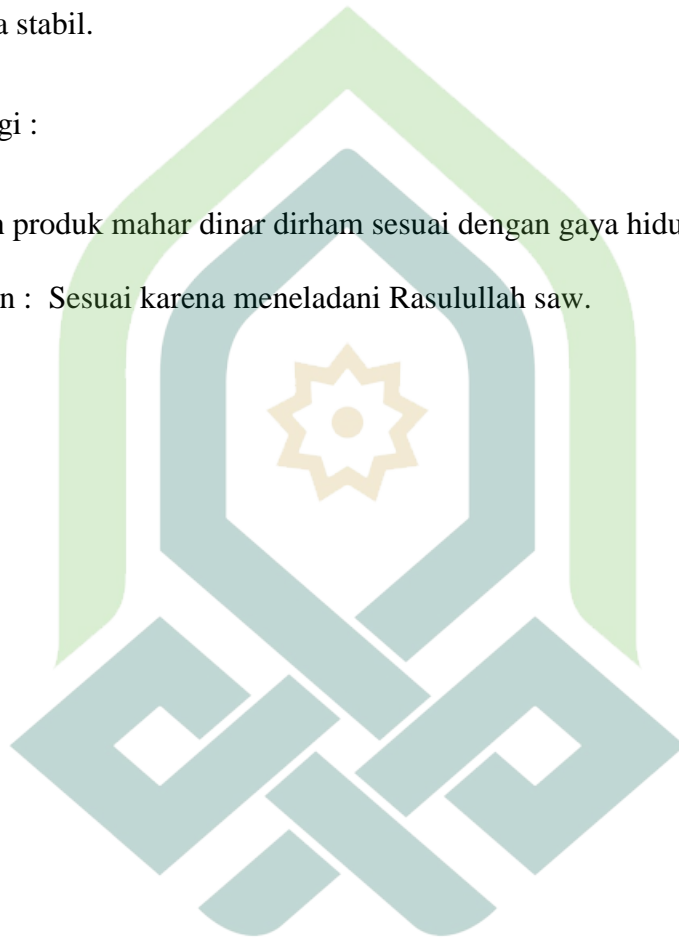 a stabil.
gi :
n produk mahar dinar dirham sesuai dengan gaya hidu
n : Sesuai karena meneladani Rasulullah saw.